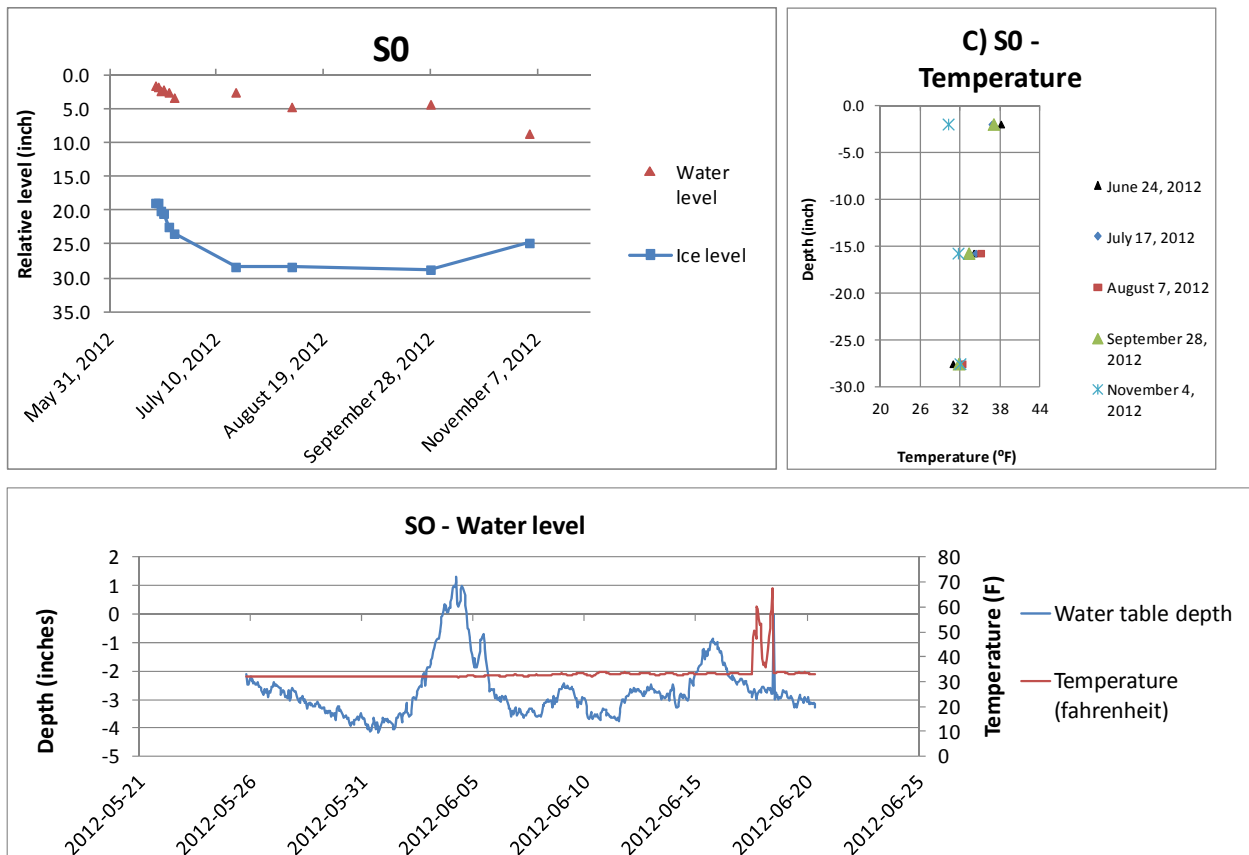 S0
0.0
5.0
10.0
15.0
20.0
25.0
30.0
35.0
Relative level (inch)
May 31, 2012
July 10, 2012
August 19, 2012
September 28, 2012
November 7, 2012
Water
level
Ice level
C) S0 -
Temperature
0.0
-5.0
-10.0
-15.0
-20.0
-25.0
-30.0
Depth (inch)
20 26 32 38 44
Temperature (⁰F)
June 24, 2012
July 17, 2012
August 7, 2012
September 28,
2012
November 4,
2012
SO - Water level
2
1
0
-1
-2
-3
-4
-5
Depth (inches)
80
70
60
50
40
30
20
10
0
Temperature (F)
2012-05-21
2012-05-26
2012-05-31
2012-06-05
2012-06-10
2012-06-15
2012-06-20
2012-06-25
Water table depth
Temperature
(fahrenheit)